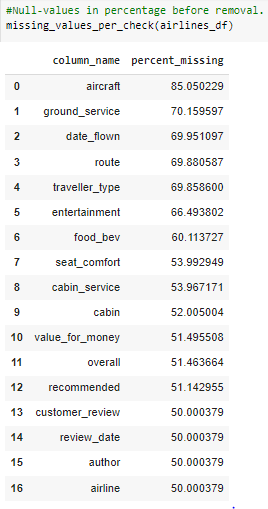 #Null-values in percentage before removal.
missing_values_per_check(airlines_df)
column_name percent_missing
0 aircraft 85.050229
1 ground_service 70.159597
2 date_flown 69.951097
3 route 69.880587
4 traveller_type 69.858600
5 entertainment 66.493802
6 food_bev 60.113727
7 seat_comfort 53.992949
8 cabin_service 53.967171
9 cabin 52.005004
10 value_for_money 51.495508
11 overall 51.463664
12 recommended 51.142955
13 customer_review 50.000379
14 review_date 50.000379
15 author 50.000379
16 airline 50.000379
.